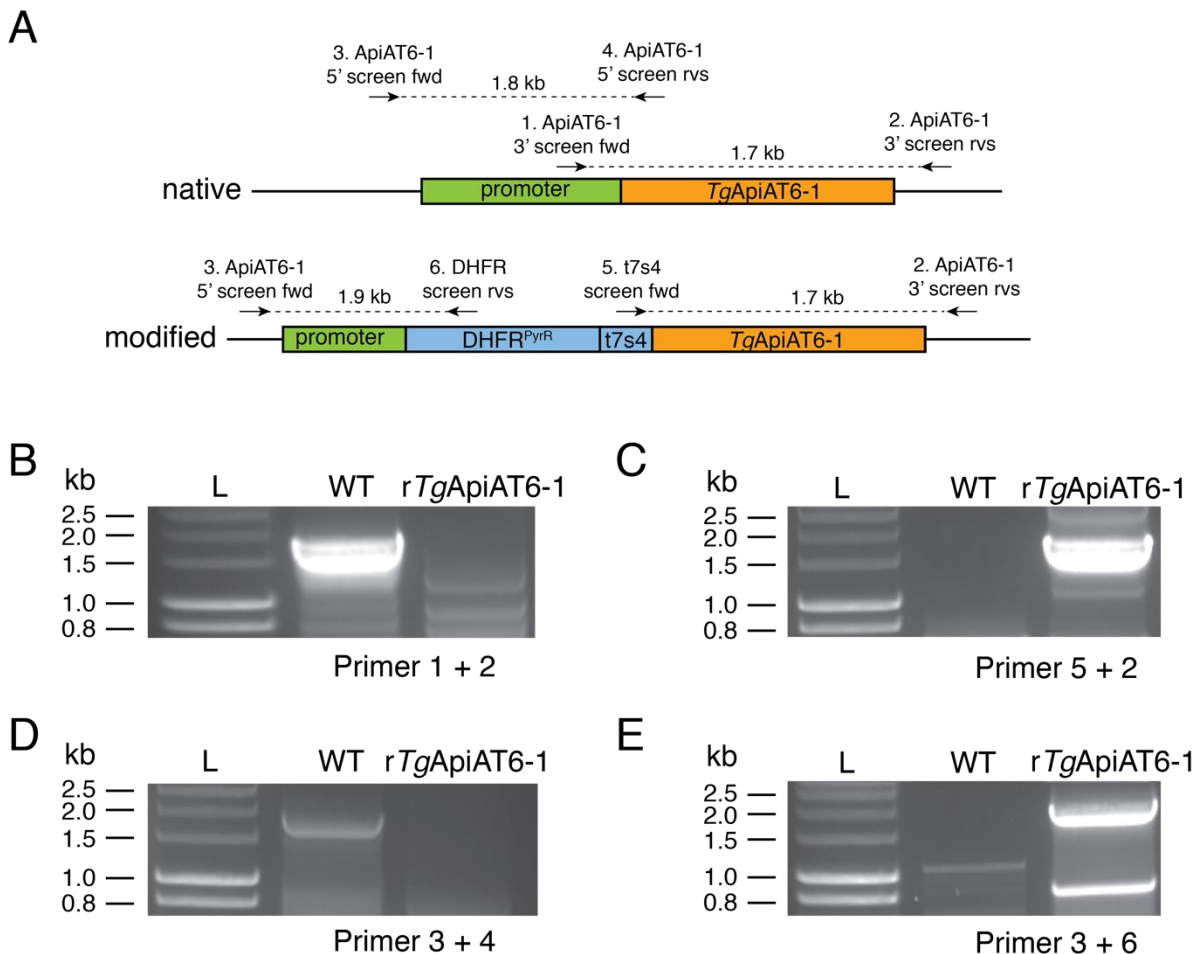 A
3. ApiAT6-1
5' screen fwd
4. ApiAT6-1
5' screen rvs
1.8 kb
1. ApiAT6-1
3' screen fwd
2. ApiAT6-1
3' screen rvs
1.7 kb
native
promoter
TgApiAT6-1
3. ApiAT6-1
5' screen fwd
6. DHFR
screen rvs
5. t7s4
screen fwd
2. ApiAT6-1
3' screen rvs
1.9 kb
1.7 kb
modified
promoter
DHFRPyrR
t7s4
TgApiAT6-1
B
kb
L
WT
rTgApiAT6-1
2.5
2.0
1.5
1.0
0.8
Primer 1 + 2
C
kb
L
WT
rTgApiAT6-1
2.5
2.0
1.5
1.0
0.8
Primer 5 + 2
D
kb
L
WT
rTgApiAT6-1
2.5
2.0
1.5
1.0
0.8
Primer 3 + 4
E
kb
L
WT
rTgApiAT6-1
2.5
2.0
1.5
1.0
0.8
Primer 3 + 6